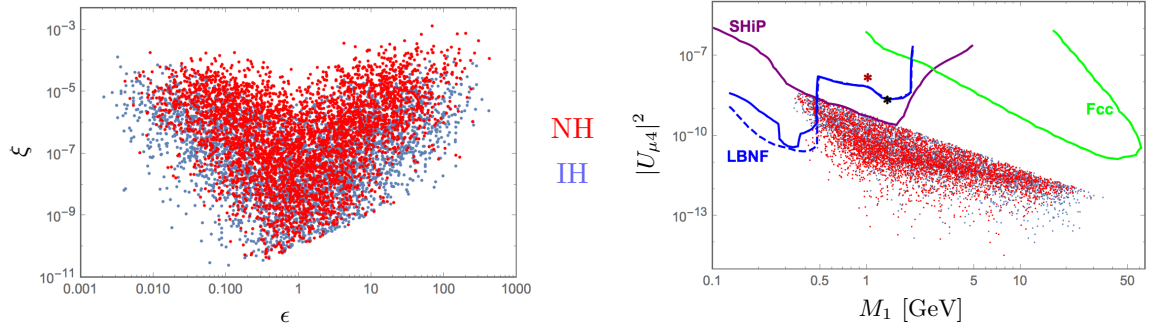 10^{-3}
10^{-5}
10^{-7}
10^{-9}
10^{-11}
ξ
0.001 0.010 0.100 1 10 100 1000
ϵ
NH
IH
SHiP
LBNF
Fcc
*
*
10^{-7}
10^{-10}
10^{-13}
|U_{μ4}|^2
0.1 0.5 1 5 10 50
M_1 [GeV]